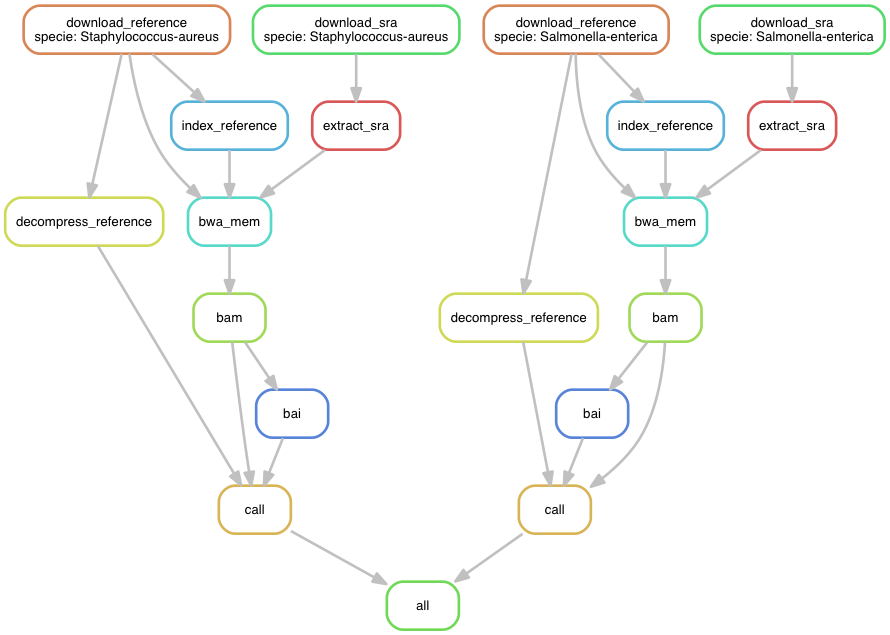 download_reference
specie: Staphylococcus-aureus
download_sra
specie: Staphylococcus-aureus
download_reference
specie: Salmonella-enterica
download_sra
specie: Salmonella-enterica
index_reference
extract_sra
index_reference
extract_sra
decompress_reference
bwa_mem
bwa_mem
bam
decompress_reference
bam
bai
bai
call
call
all